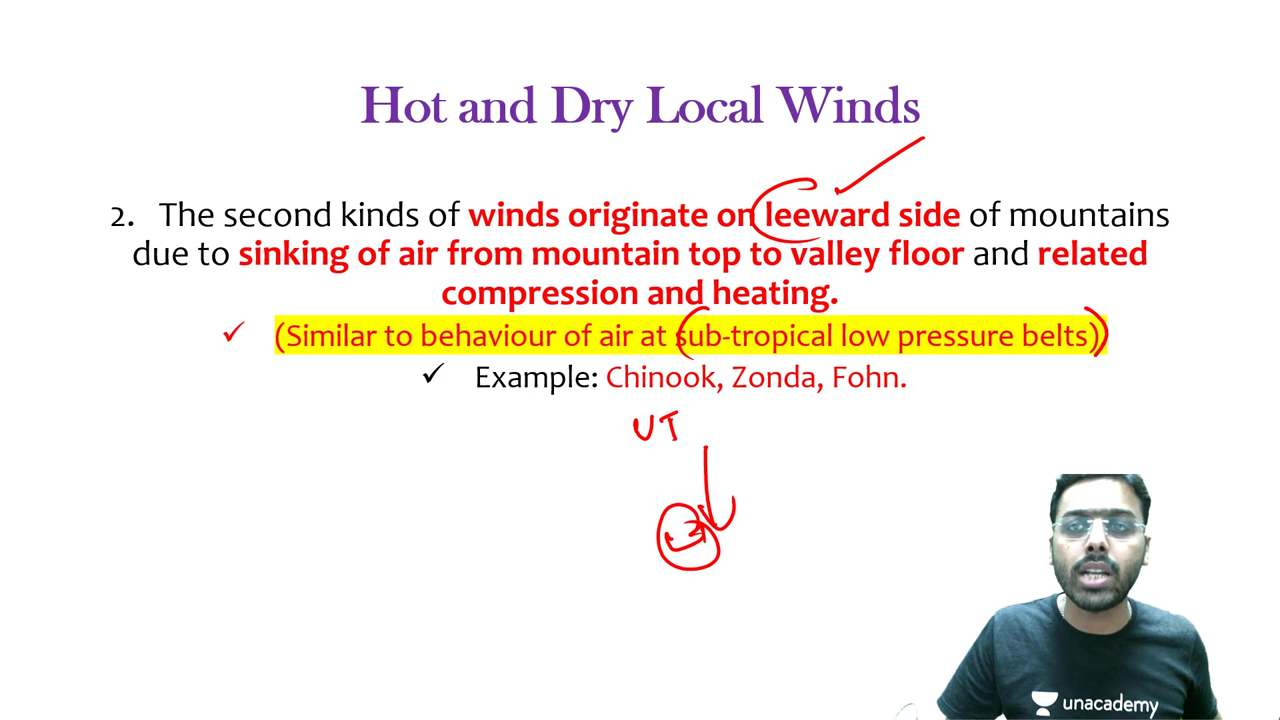 Hot and Dry Local Winds
2. The second kinds of winds originate on leeward side of mountains
due to sinking of air from mountain top to valley floor and related
compression and heating.
✓ (Similar to behaviour of air at sub-tropical low pressure belts)
✓ Example: Chinook, Zonda, Fohn.
UT
unacademy